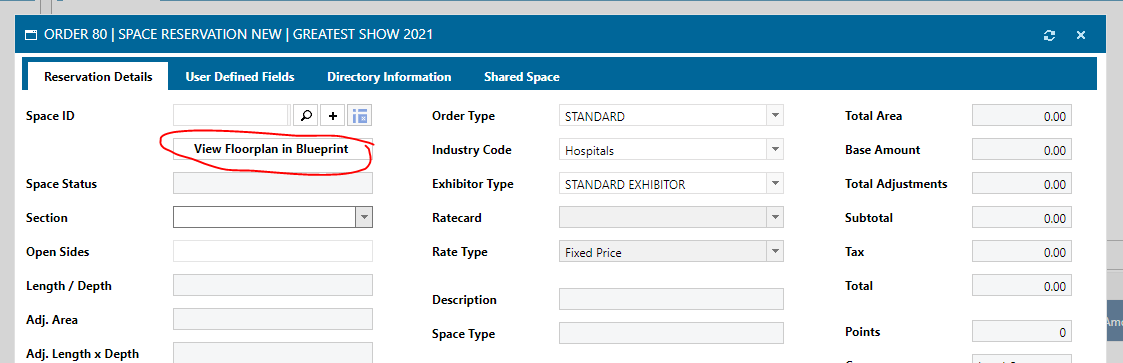 ORDER 80 | SPACE RESERVATION NEW | GREATEST SHOW 2021
Reservation Details User Defined Fields Directory Information Shared Space
Space ID Order Type STANDARD Total Area 0.00
View Floorplan in Blueprint Industry Code Hospitals Base Amount 0.00
Space Status Exhibitor Type STANDARD EXHIBITOR Total Adjustments 0.00
Section Ratecard Subtotal 0.00
Open Sides Rate Type Fixed Price Tax 0.00
Length / Depth Total 0.00
Description
Adj. Area
Space Type Points 0
Adj. Length x Depth